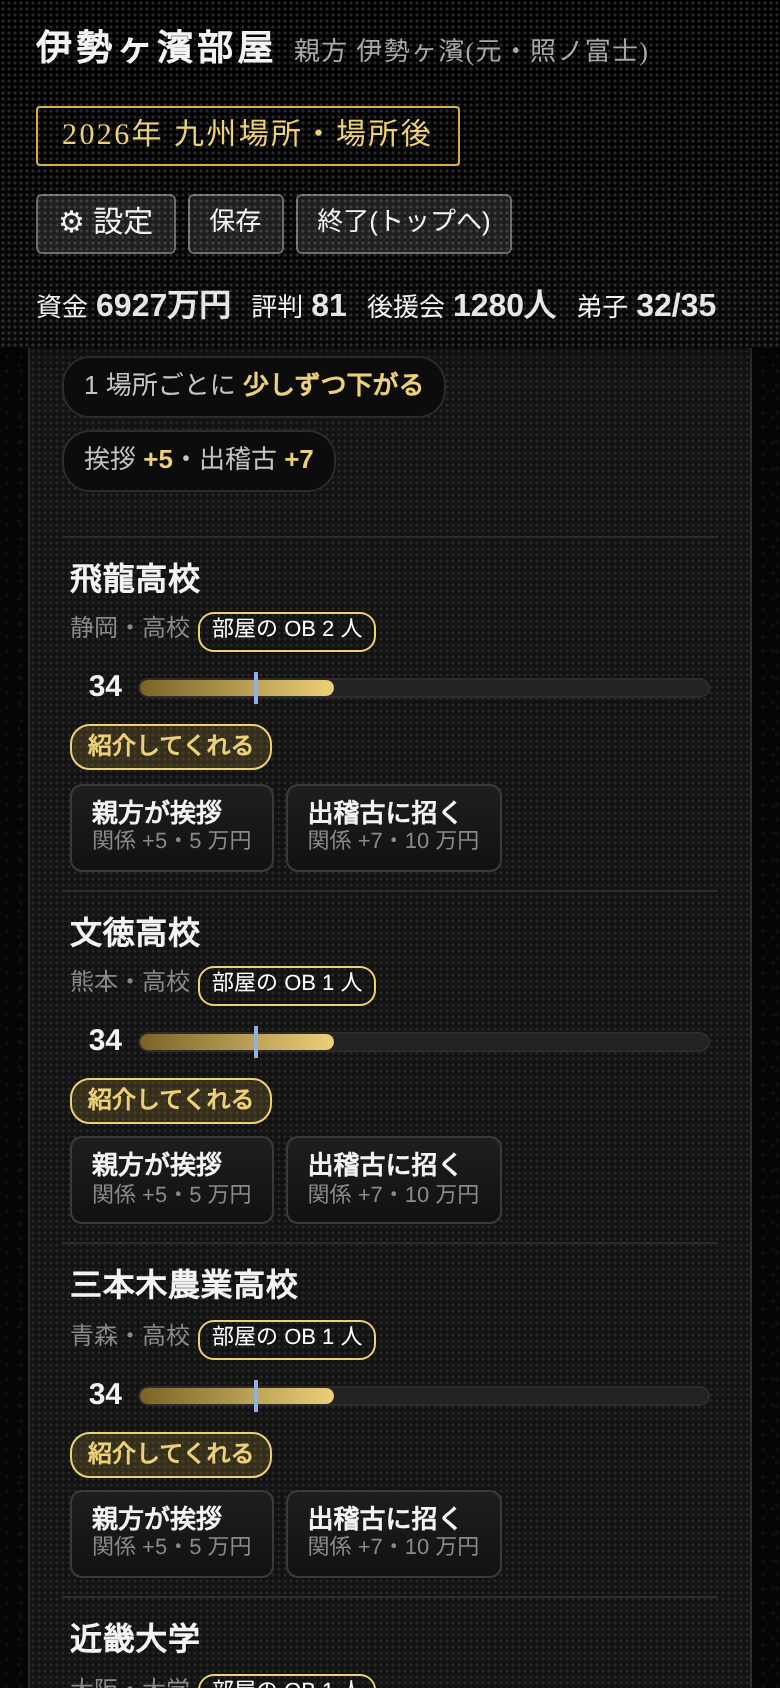 伊勢ヶ濱部屋 親方 伊勢ヶ濱(元・照ノ富士)
2026年 九州場所・場所後
⚙ 設定 保存 終了(トップへ)
資金 6927万円 評判 81 後援会 1280人 弟子 32/35
1 場所ごとに 少しずつ下がる
挨拶 +5・出稽古 +7
飛龍高校
静岡・高校 部屋の OB 2 人
34
紹介してくれる
親方が挨拶 出稽古に招く
関係 +5・5 万円 関係 +7・10 万円
文徳高校
熊本・高校 部屋の OB 1 人
34
紹介してくれる
親方が挨拶 出稽古に招く
関係 +5・5 万円 関係 +7・10 万円
三本木農業高校
青森・高校 部屋の OB 1 人
34
紹介してくれる
親方が挨拶 出稽古に招く
関係 +5・5 万円 関係 +7・10 万円
近畿大学
大阪・大学 部屋の OB 1 人